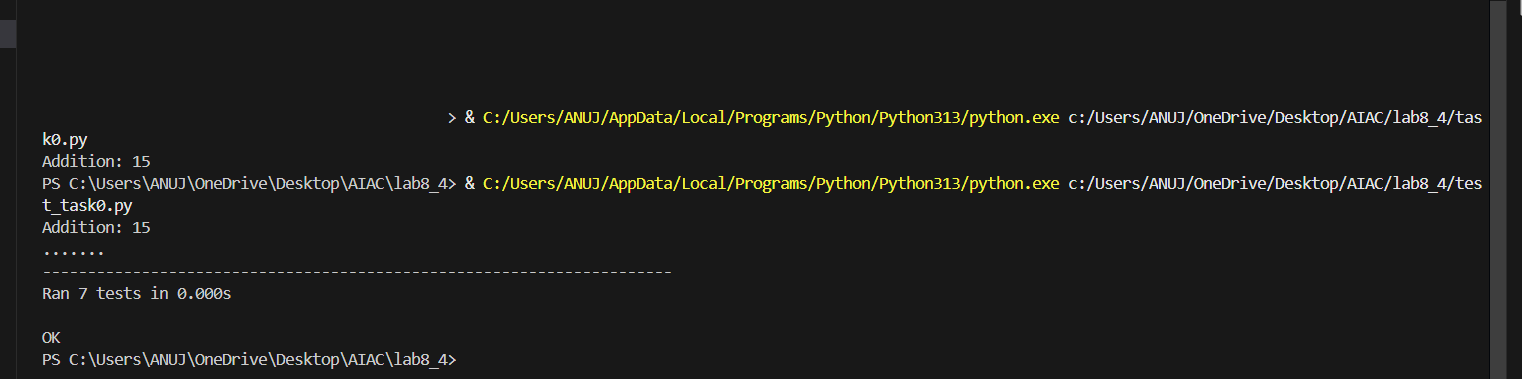 > & C:/Users/ANUJ/AppData/Local/Programs/Python/Python313/python.exe c:/Users/ANUJ/OneDrive/Desktop/AIAC/lab8_4/tas
k0.py
Addition: 15
PS C:\Users\ANUJ\OneDrive\Desktop\AIAC\lab8_4> & C:/Users/ANUJ/AppData/Local/Programs/Python/Python313/python.exe c:/Users/ANUJ/OneDrive/Desktop/AIAC/lab8_4/tes
t_task0.py
Addition: 15
.......
----------------------------------------------------------------------
Ran 7 tests in 0.000s
OK
PS C:\Users\ANUJ\OneDrive\Desktop\AIAC\lab8_4>